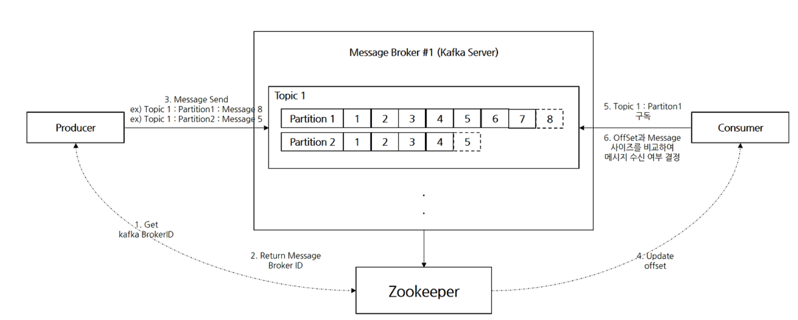 Message Broker #1 (Kafka Server)
Topic 1
Partition 1 1 2 3 4 5 6 7 8
Partition 2 1 2 3 4 5
.
.
Producer
3. Message Send
ex) Topic 1 : Partition1 : Message 8
ex) Topic 1 : Partition2 : Message 5
5. Topic 1 : Partiton1
구독
6. OffSet과 Message
사이즈를 비교하여
메시지 수신 여부 결정
Consumer
1. Get
kafka BrokerID
2. Return Message
Broker ID
4. Update
offset
Zookeeper